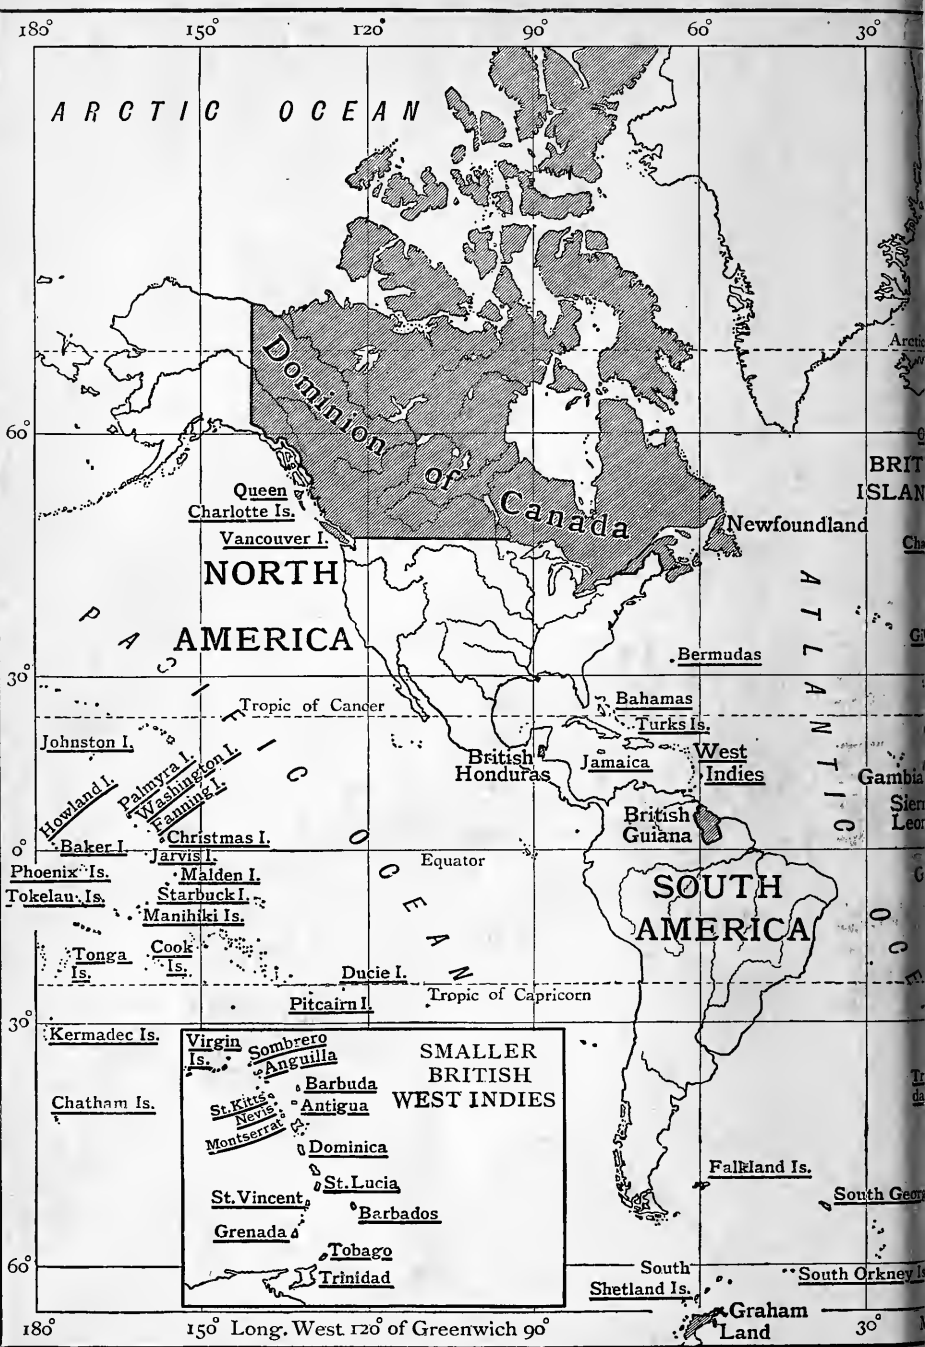 180° 150° 120° 90° 60° 30°
ARCTIC OCEAN
Arctic
Dominion of Canada
60°
BRIT
ISLAN
Queen
Charlotte Is.
Vancouver I.
Newfoundland
NORTH
AMERICA
PACIFIC OCEAN
ATLANTIC OCE
Bermudas
30°
Bahamas
Tropic of Cancer
Turks Is.
Johnston I.
British
Honduras
Jamaica
West
Indies
Palmyra I.
Washington I.
Fanning I.
Howland I.
Gambia
Sierr
Leon
British
Guiana
Christmas I.
Baker I.
0°
Jarvis I.
Equator
Phoenix Is.
Malden I.
Tokelau Is.
Starbuck I.
Manihiki Is.
SOUTH
AMERICA
Tonga
Is.
Cook
Is.
Ducie I.
Pitcairn I.
Tropic of Capricorn
30°
Kermadec Is.
Chatham Is.
SMALLER
BRITISH
WEST INDIES
Virgin
Is.
Sombrero
Anguilla
Barbuda
St. Kitts
Nevis
Antigua
Montserrat
Dominica
St. Lucia
St. Vincent
Barbados
Grenada
Tobago
Trinidad
Falkland Is.
South Georg
60°
South
Shetland Is.
South Orkney Is
Graham
Land
180° 150° Long. West 120° of Greenwich 90° 30°